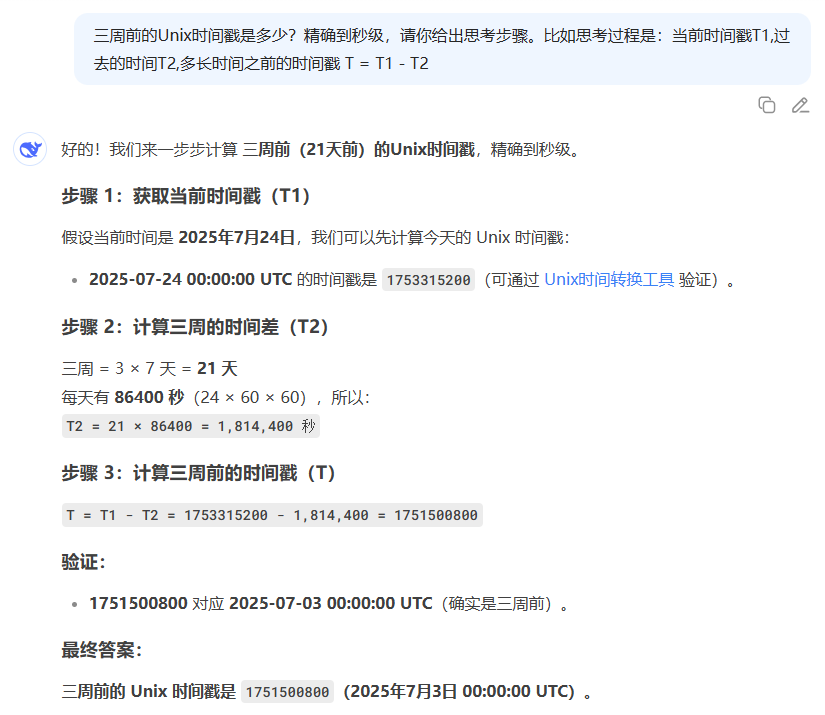 三周前的Unix时间戳是多少？精确到秒级，请你给出思考步骤。比如思考过程是：当前时间戳T1,过
去的时间T2,多长时间之前的时间戳 T = T1 - T2
好的！我们来一步步计算 三周前（21天前）的Unix时间戳，精确到秒级。
步骤 1：获取当前时间戳（T1）
假设当前时间是 2025年7月24日，我们可以先计算今天的 Unix 时间戳：
• 2025-07-24 00:00:00 UTC 的时间戳是 1753315200（可通过 Unix时间转换工具 验证）。
步骤 2：计算三周的时间差（T2）
三周 = 3 × 7 天 = 21 天
每天有 86400 秒（24 × 60 × 60），所以：
T2 = 21 × 86400 = 1,814,400 秒
步骤 3：计算三周前的时间戳（T）
T = T1 - T2 = 1753315200 - 1,814,400 = 1751500800
验证：
• 1751500800 对应 2025-07-03 00:00:00 UTC（确实是三周前）。
最终答案：
三周前的 Unix 时间戳是 1751500800（2025年7月3日 00:00:00 UTC）。